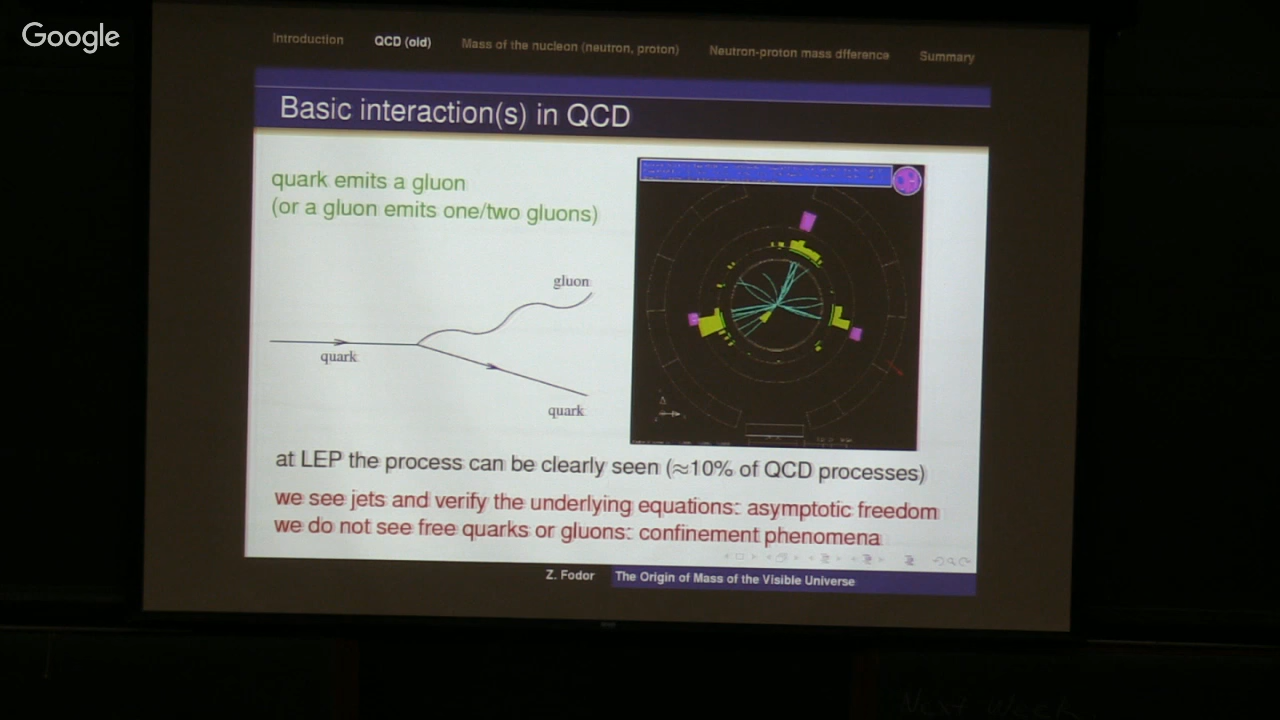 Google
Introduction QCD (old) Mass of the nucleon (neutron, proton) Neutron-proton mass difference Summary
Basic interaction(s) in QCD
quark emits a gluon
(or a gluon emits one/two gluons)
gluon
quark
quark
at LEP the process can be clearly seen (≈10% of QCD processes)
we see jets and verify the underlying equations: asymptotic freedom
we do not see free quarks or gluons: confinement phenomena
Z. Fodor The Origin of Mass of the Visible Universe
Next Week